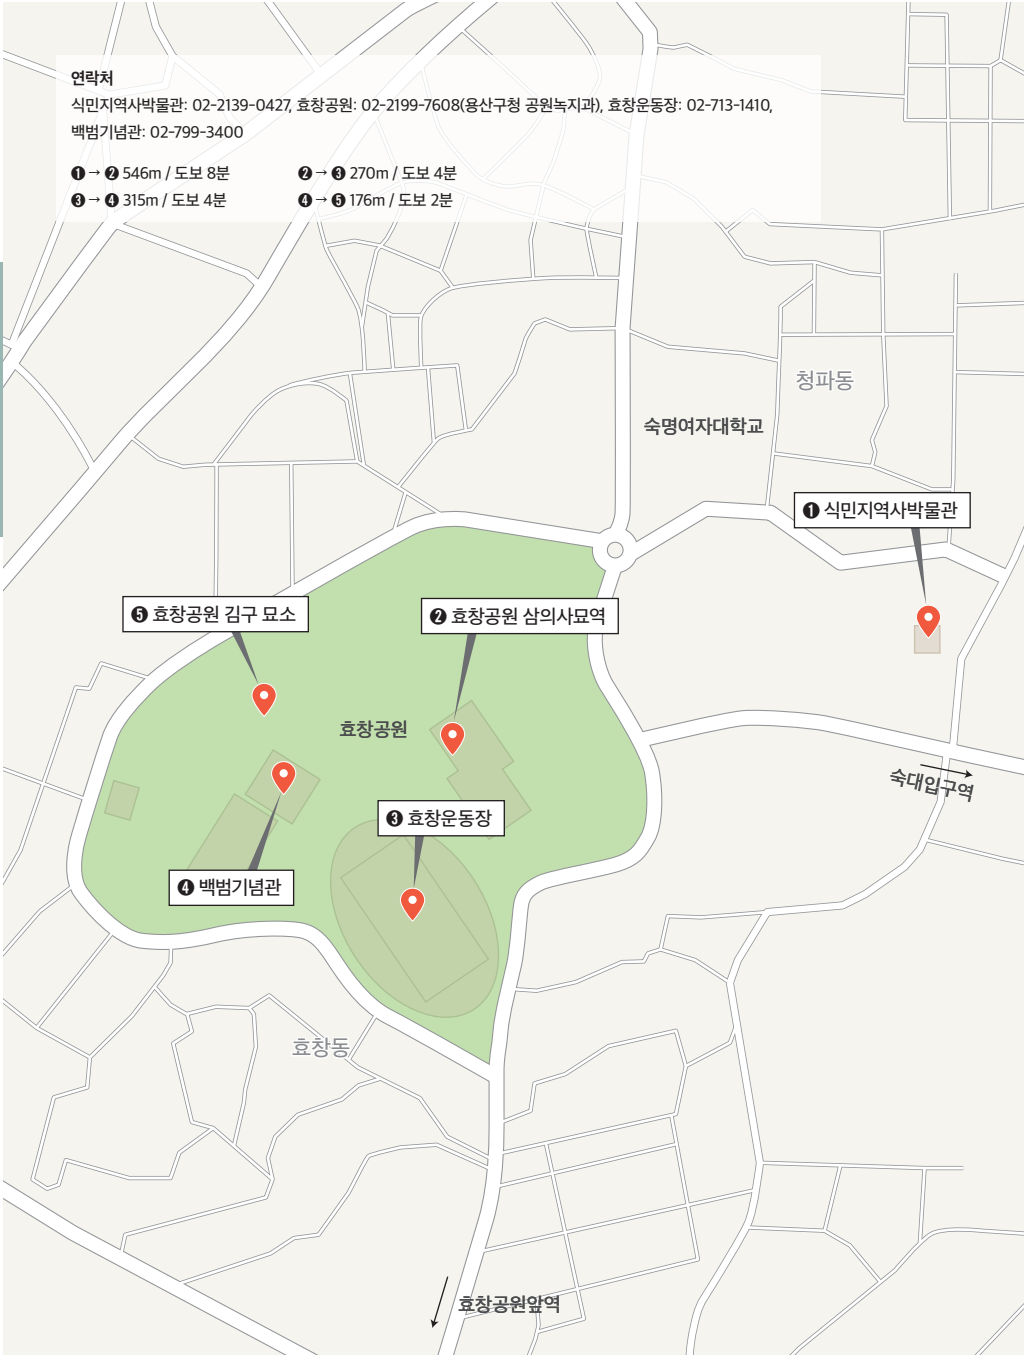 연락처
식민지역사박물관: 02-2139-0427, 효창공원: 02-2199-7608(용산구청 공원녹지과), 효창운동장: 02-713-1410,
백범기념관: 02-799-3400
❶ → ❷ 546m / 도보 8분
❷ → ❸ 270m / 도보 4분
❸ → ❹ 315m / 도보 4분
❹ → ❺ 176m / 도보 2분
청파동
숙명여자대학교
❶ 식민지역사박물관
❺ 효창공원 김구 묘소
❷ 효창공원 삼의사묘역
효창공원
숙대입구역
❸ 효창운동장
❹ 백범기념관
효창동
효창공원앞역